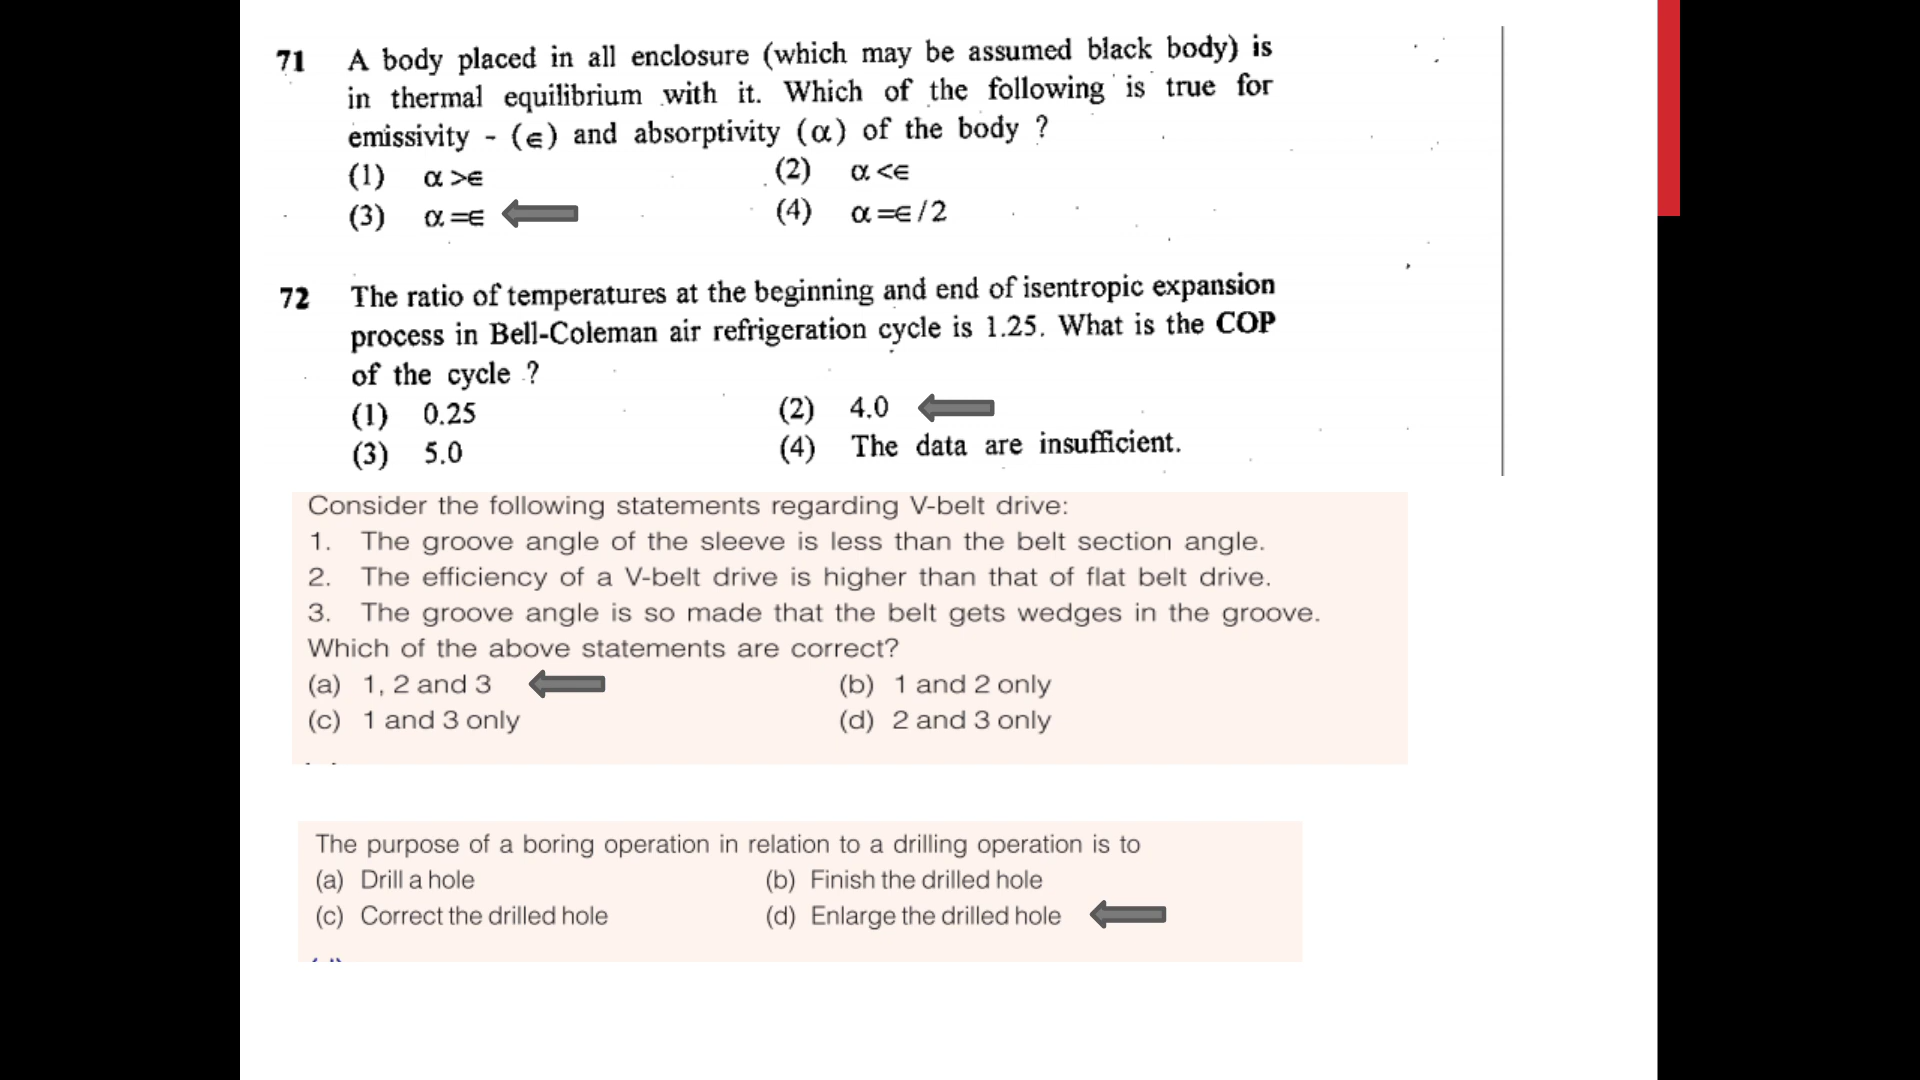 71 A body placed in all enclosure (which may be assumed black body) is
in thermal equilibrium with it. Which of the following is true for
emissivity - (∈) and absorptivity (α) of the body ?
(1) α >∈ (2) α <∈
(3) α =∈ (4) α =∈/2
72 The ratio of temperatures at the beginning and end of isentropic expansion
process in Bell-Coleman air refrigeration cycle is 1.25. What is the COP
of the cycle ?
(1) 0.25 (2) 4.0
(3) 5.0 (4) The data are insufficient.
Consider the following statements regarding V-belt drive:
1. The groove angle of the sleeve is less than the belt section angle.
2. The efficiency of a V-belt drive is higher than that of flat belt drive.
3. The groove angle is so made that the belt gets wedges in the groove.
Which of the above statements are correct?
(a) 1, 2 and 3 (b) 1 and 2 only
(c) 1 and 3 only (d) 2 and 3 only
The purpose of a boring operation in relation to a drilling operation is to
(a) Drill a hole (b) Finish the drilled hole
(c) Correct the drilled hole (d) Enlarge the drilled hole